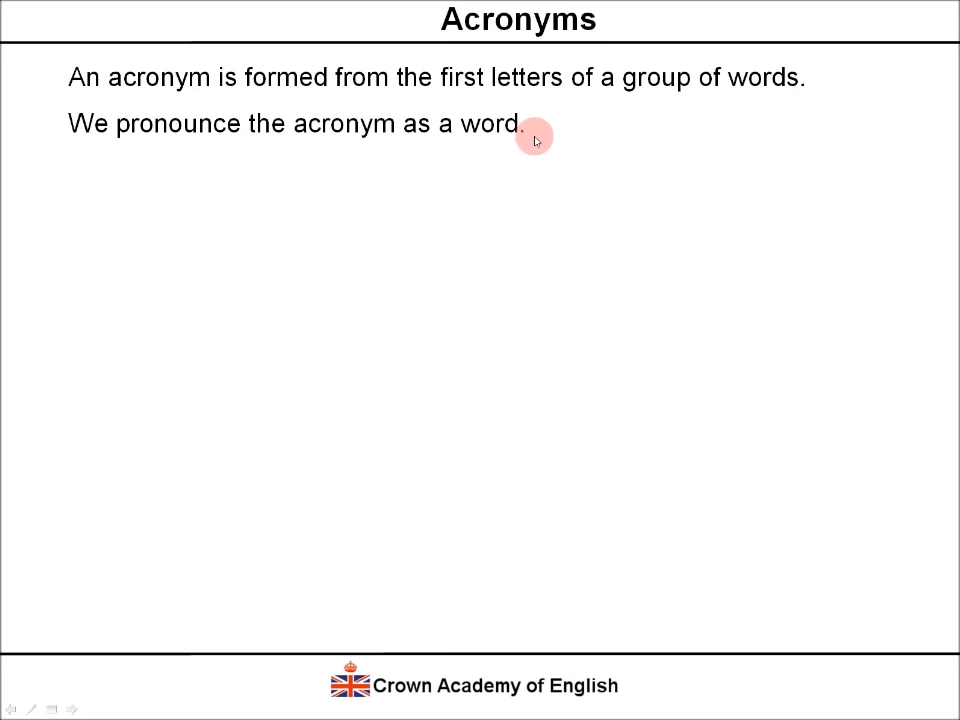 Acronyms
An acronym is formed from the first letters of a group of words.
We pronounce the acronym as a word.
Crown Academy of English